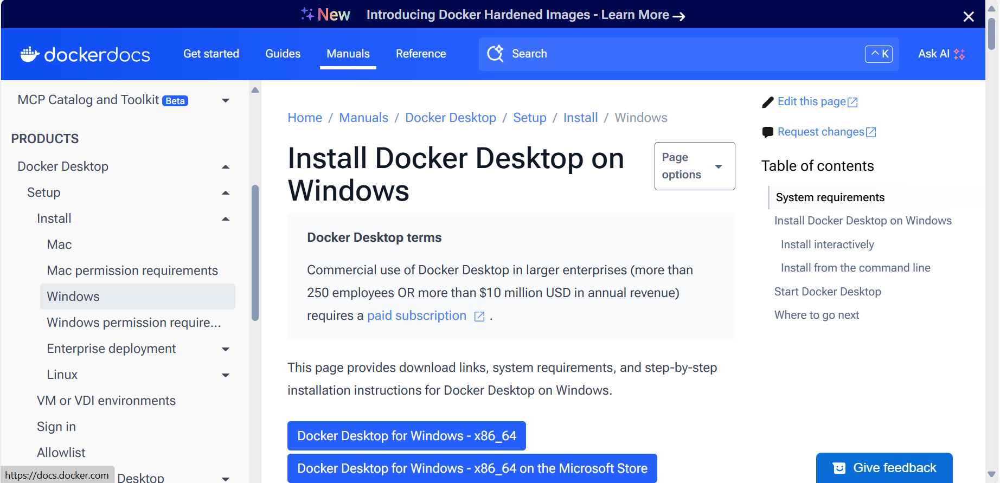 New Introducing Docker Hardened Images - Learn More →
dockerdocs Get started Guides Manuals Reference Search ^K Ask AI
MCP Catalog and Toolkit Beta
PRODUCTS
Docker Desktop
Setup
Install
Mac
Mac permission requirements
Windows
Windows permission require...
Enterprise deployment
Linux
VM or VDI environments
Sign in
Allowlist
Desktop
https://docs.docker.com
Home / Manuals / Docker Desktop / Setup / Install / Windows
Install Docker Desktop on
Windows
Page
options
Docker Desktop terms
Commercial use of Docker Desktop in larger enterprises (more than
250 employees OR more than $10 million USD in annual revenue)
requires a paid subscription .
This page provides download links, system requirements, and step-by-step
installation instructions for Docker Desktop on Windows.
Docker Desktop for Windows - x86_64
Docker Desktop for Windows - x86_64 on the Microsoft Store
Edit this page
Request changes
Table of contents
System requirements
Install Docker Desktop on Windows
Install interactively
Install from the command line
Start Docker Desktop
Where to go next
Give feedback